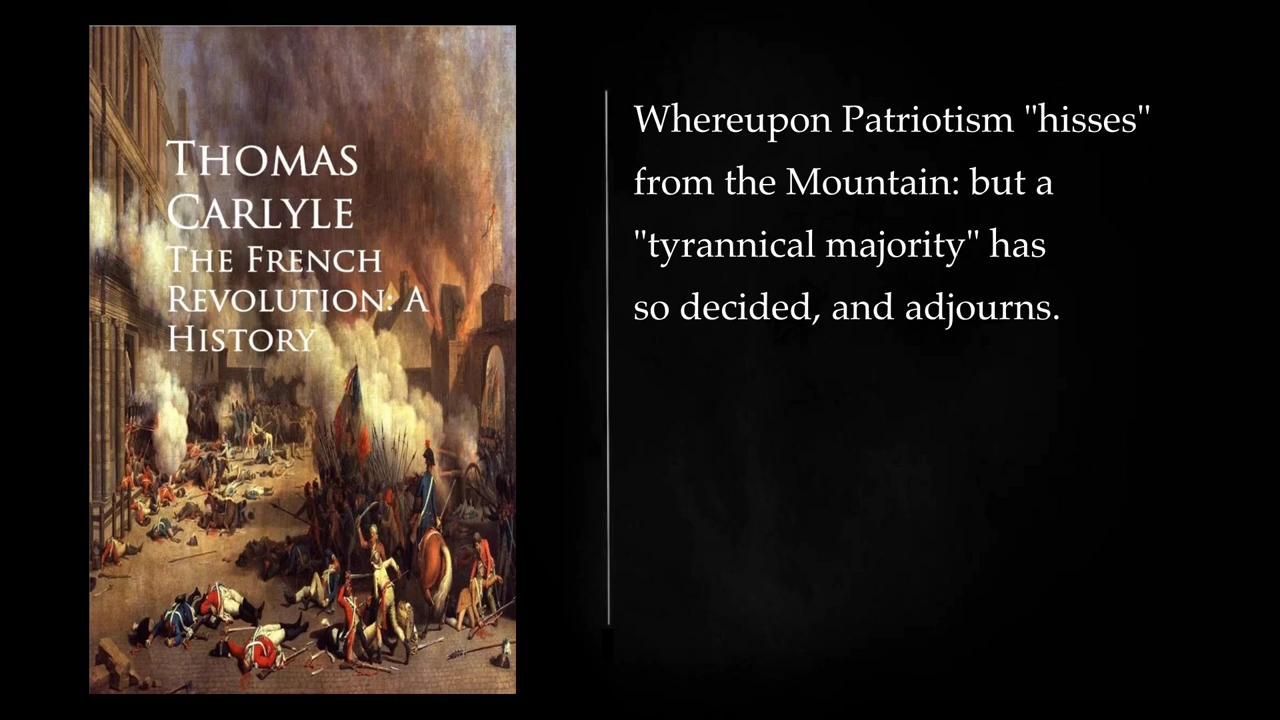 THOMAS
CARLYLE
THE FRENCH
REVOLUTION: A
HISTORY
Whereupon Patriotism "hisses"
from the Mountain: but a
"tyrannical majority" has
so decided, and adjourns.